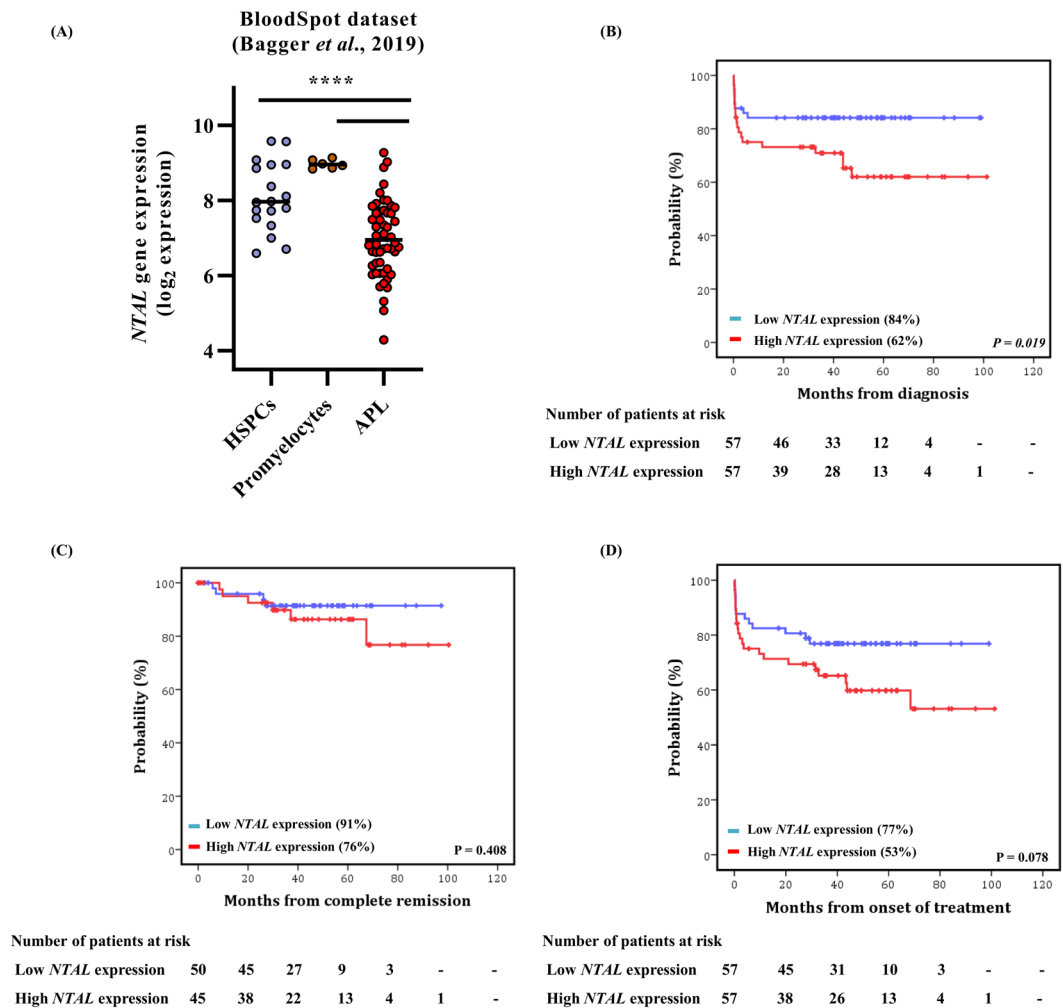 (A)
BloodSpot dataset
(Bagger et al., 2019)
****
NTAL gene expression
(log2 expression)
10
8
6
4
HSPCs
Promyelocytes
APL
(B)
Probability (%)
100
80
60
40
20
0
Low NTAL expression (84%)
High NTAL expression (62%)
P = 0.019
0 20 40 60 80 100 120
Months from diagnosis
Number of patients at risk
Low NTAL expression 57 46 33 12 4 - -
High NTAL expression 57 39 28 13 4 1 -
(C)
Probability (%)
100
80
60
40
20
0
Low NTAL expression (91%)
High NTAL expression (76%)
P = 0.408
0 20 40 60 80 100 120
Months from complete remission
Number of patients at risk
Low NTAL expression 50 45 27 9 3 - -
High NTAL expression 45 38 22 13 4 1 -
(D)
Probability (%)
100
80
60
40
20
0
Low NTAL expression (77%)
High NTAL expression (53%)
P = 0.078
0 20 40 60 80 100 120
Months from onset of treatment
Number of patients at risk
Low NTAL expression 57 45 31 10 3 - -
High NTAL expression 57 38 26 13 4 1 -